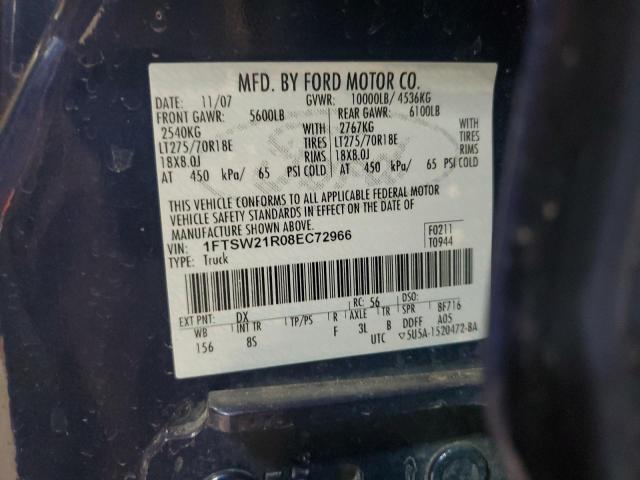 MFD. BY FORD MOTOR CO.
DATE: 11/07 GVWR: 10000LB/ 4536KG
FRONT GAWR: 5600LB REAR GAWR: 6100LB
2540KG WITH 2767KG WITH
LT275/70R18E TIRES LT275/70R18E TIRES
18X8.0J RIMS 18X8.0J RIMS
AT 450 kPa/ 65 PSI COLD AT 450 kPa/ 65 PSI COLD
THIS VEHICLE CONFORMS TO ALL APPLICABLE FEDERAL MOTOR
VEHICLE SAFETY STANDARDS IN EFFECT ON THE DATE OF
MANUFACTURE SHOWN ABOVE.
VIN: 1FTSW21R08EC72966 F0211
TYPE: Truck T0944
EXT PNT: DX RC: 56 DSO:
WB INT TR TP/PS R AXLE TR SPR BF716
156 8S F 3L B DDFF A05
UTC 5U5A-1520472-BA